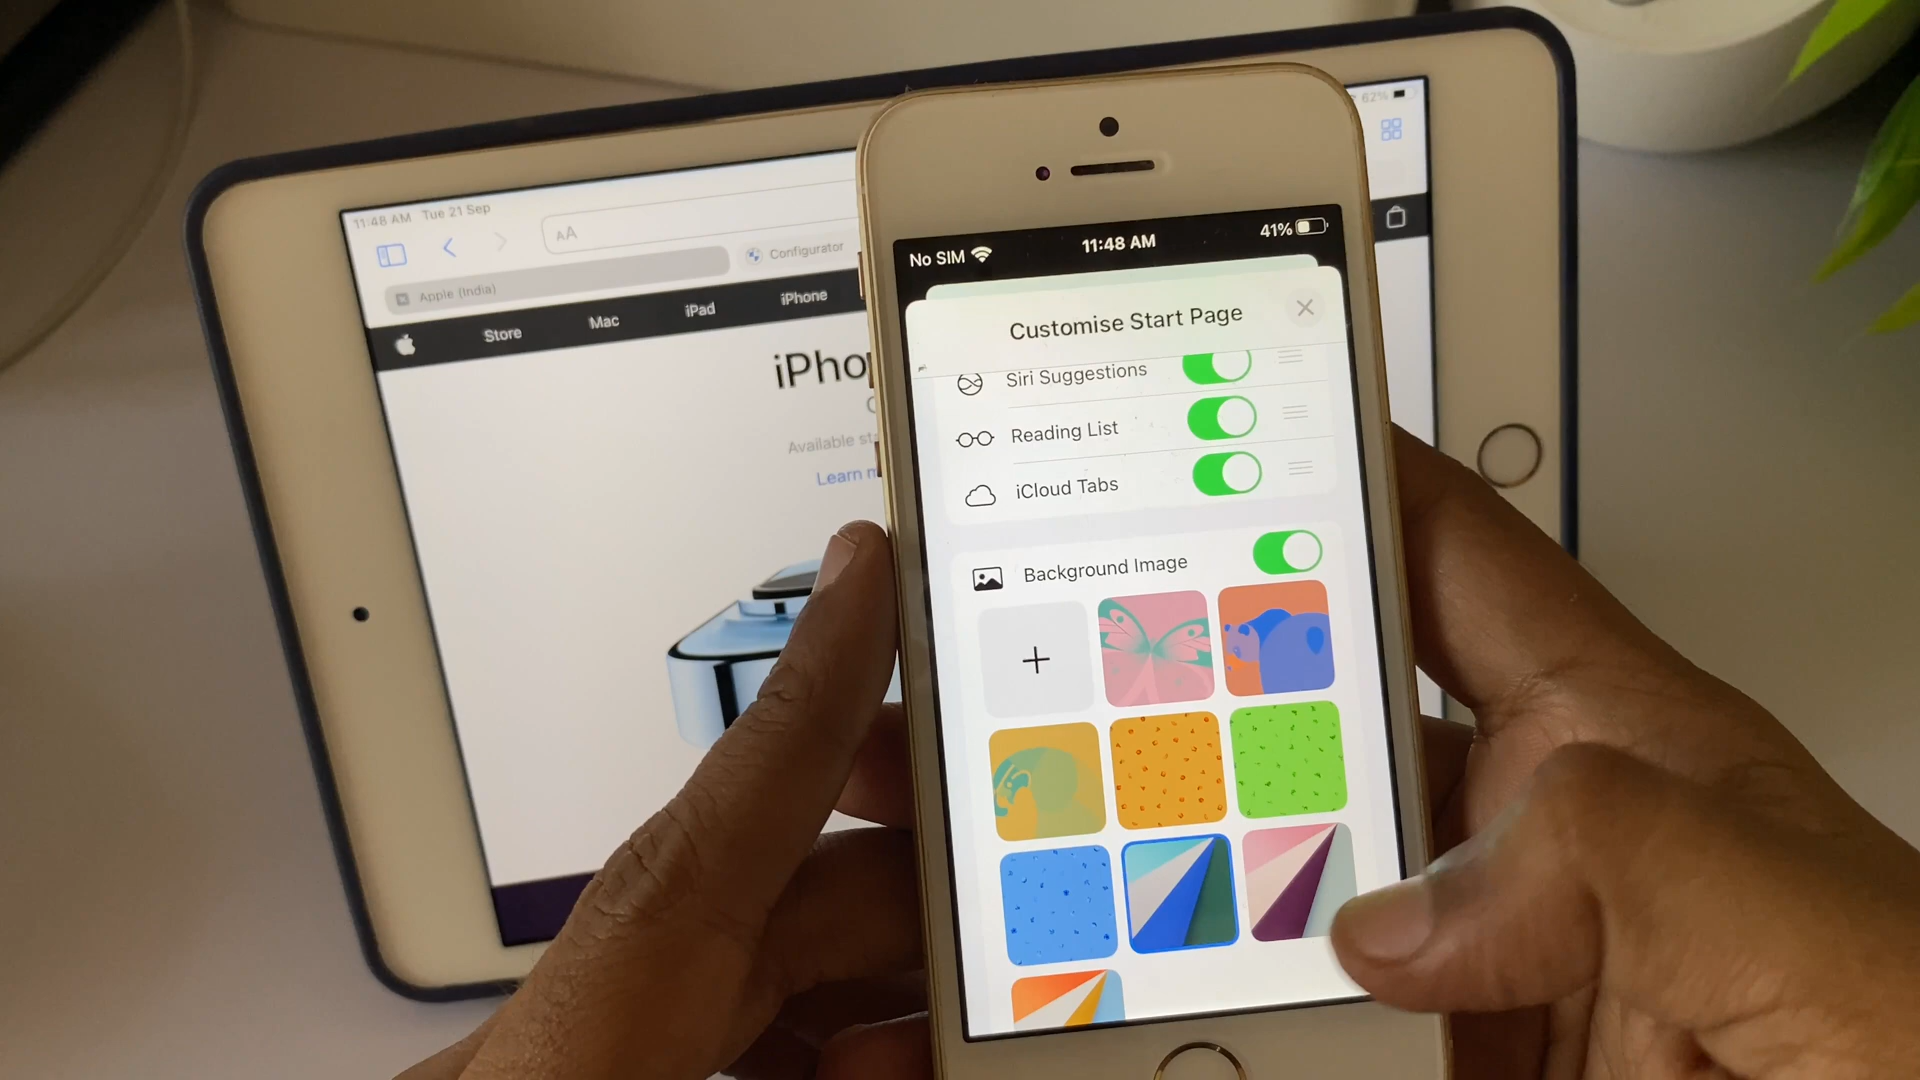 11:48 AM Tue 21 Sep
62%
AA
Apple (India)
Configurator
Store
Mac
iPad
iPhone
iPho
Available
Learn
No SIM
11:48 AM
41%
Customise Start Page
Siri Suggestions
Reading List
iCloud Tabs
Background Image